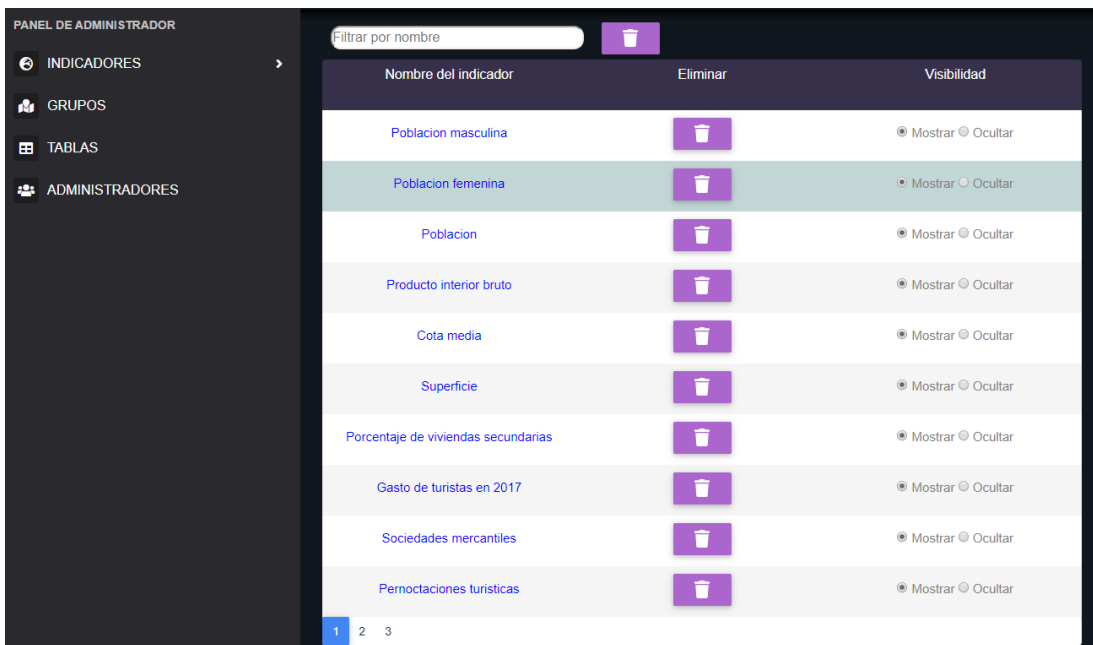 PANEL DE ADMINISTRADOR
INDICADORES
GRUPOS
TABLAS
ADMINISTRADORES
Filtrar por nombre
Nombre del indicador Eliminar Visibilidad
Poblacion masculina Mostrar Ocultar
Poblacion femenina Mostrar Ocultar
Poblacion Mostrar Ocultar
Producto interior bruto Mostrar Ocultar
Cota media Mostrar Ocultar
Superficie Mostrar Ocultar
Porcentaje de viviendas secundarias Mostrar Ocultar
Gasto de turistas en 2017 Mostrar Ocultar
Sociedades mercantiles Mostrar Ocultar
Pernoctaciones turisticas Mostrar Ocultar
1 2 3